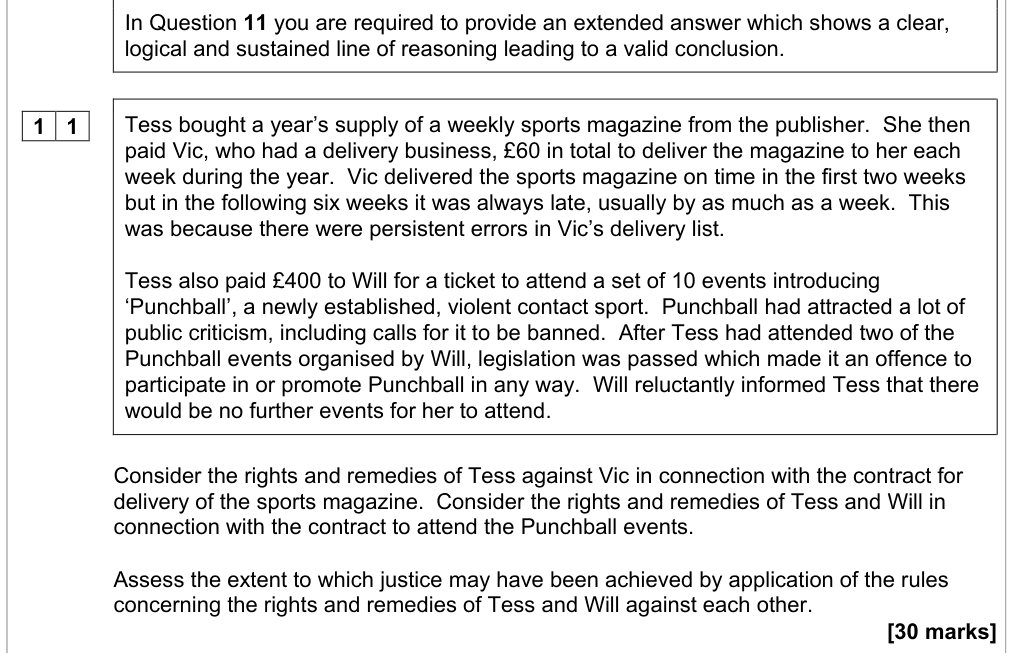 In Question 11 you are required to provide an extended answer which shows a clear,
logical and sustained line of reasoning leading to a valid conclusion.
1 1
Tess bought a year’s supply of a weekly sports magazine from the publisher. She then
paid Vic, who had a delivery business, £60 in total to deliver the magazine to her each
week during the year. Vic delivered the sports magazine on time in the first two weeks
but in the following six weeks it was always late, usually by as much as a week. This
was because there were persistent errors in Vic’s delivery list.
Tess also paid £400 to Will for a ticket to attend a set of 10 events introducing
‘Punchball’, a newly established, violent contact sport. Punchball had attracted a lot of
public criticism, including calls for it to be banned. After Tess had attended two of the
Punchball events organised by Will, legislation was passed which made it an offence to
participate in or promote Punchball in any way. Will reluctantly informed Tess that there
would be no further events for her to attend.
Consider the rights and remedies of Tess against Vic in connection with the contract for
delivery of the sports magazine. Consider the rights and remedies of Tess and Will in
connection with the contract to attend the Punchball events.
Assess the extent to which justice may have been achieved by application of the rules
concerning the rights and remedies of Tess and Will against each other.
[30 marks]